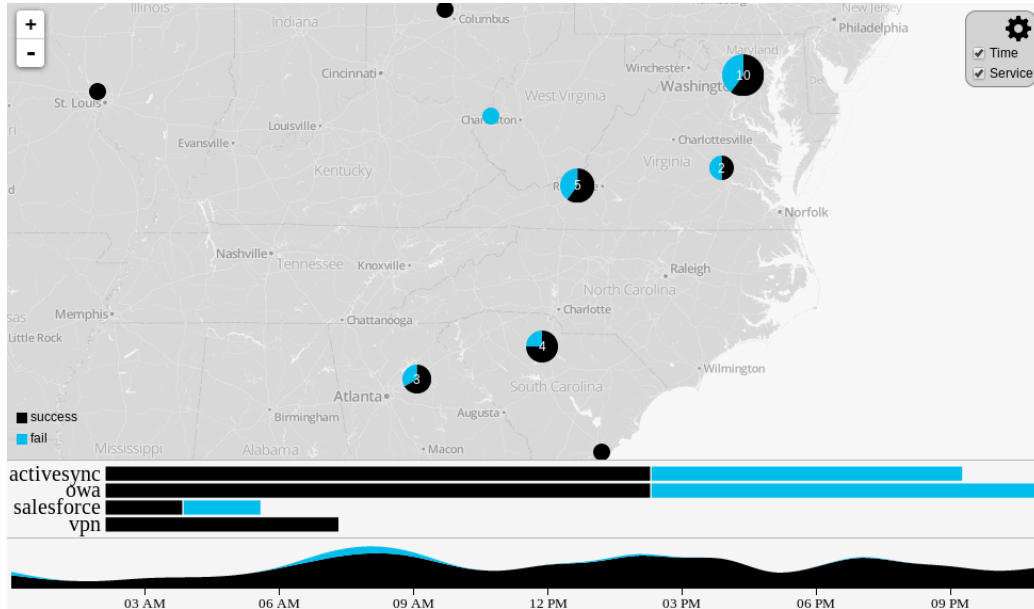 Illinois
Indiana
Columbus
New Jersey
Philadelphia
+
-
Time
Service
Maryland
Del
Cincinnati
Winchester
Washingt
10
St. Louis
West Virginia
Louisville
Charlottesville
Evansville
Virginia
2
Kentucky
5
Norfolk
Nashville
Tennessee
Knoxville
Raleigh
North Carolina
Memphis
Charlotte
Chattanooga
Little Rock
4
3
Wilmington
South Carolina
Atlanta
Augusta
success
Birmingham
fail
Mississippi
Alabama
Macon
activesync
owa
salesforce
vpn
03 AM
06 AM
09 AM
12 PM
03 PM
06 PM
09 PM